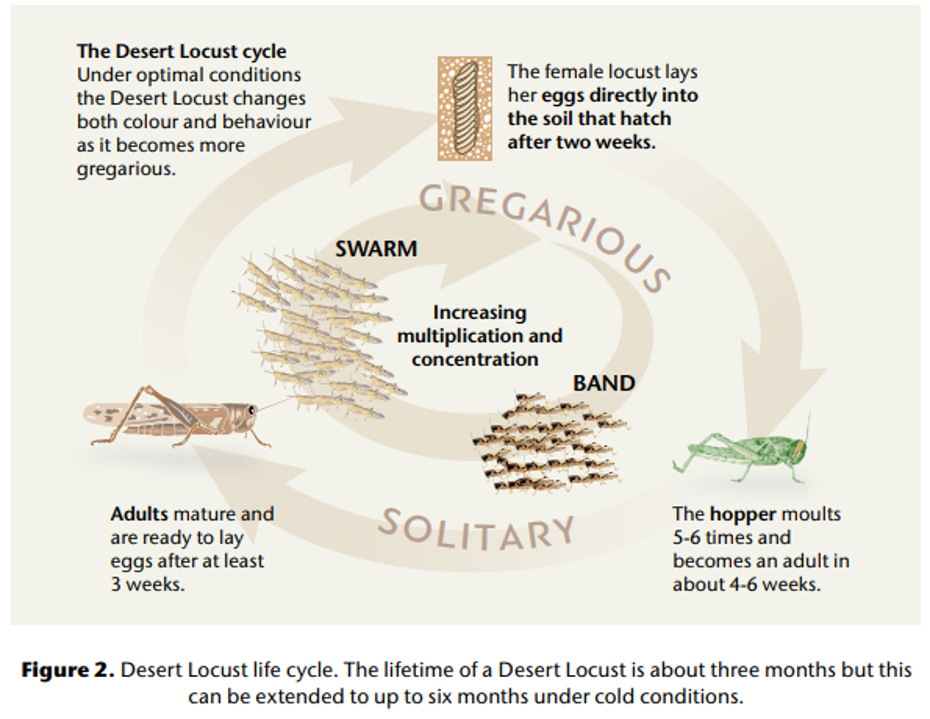 The Desert Locust cycle
Under optimal conditions
the Desert Locust changes
both colour and behaviour
as it becomes more
gregarious.
The female locust lays
her eggs directly into
the soil that hatch
after two weeks.
GREGARIOUS
SWARM
Increasing
multiplication and
concentration
BAND
SOLITARY
Adults mature and
are ready to lay
eggs after at least
3 weeks.
The hopper moults
5-6 times and
becomes an adult in
about 4-6 weeks.
Figure 2. Desert Locust life cycle. The lifetime of a Desert Locust is about three months but this
can be extended to up to six months under cold conditions.